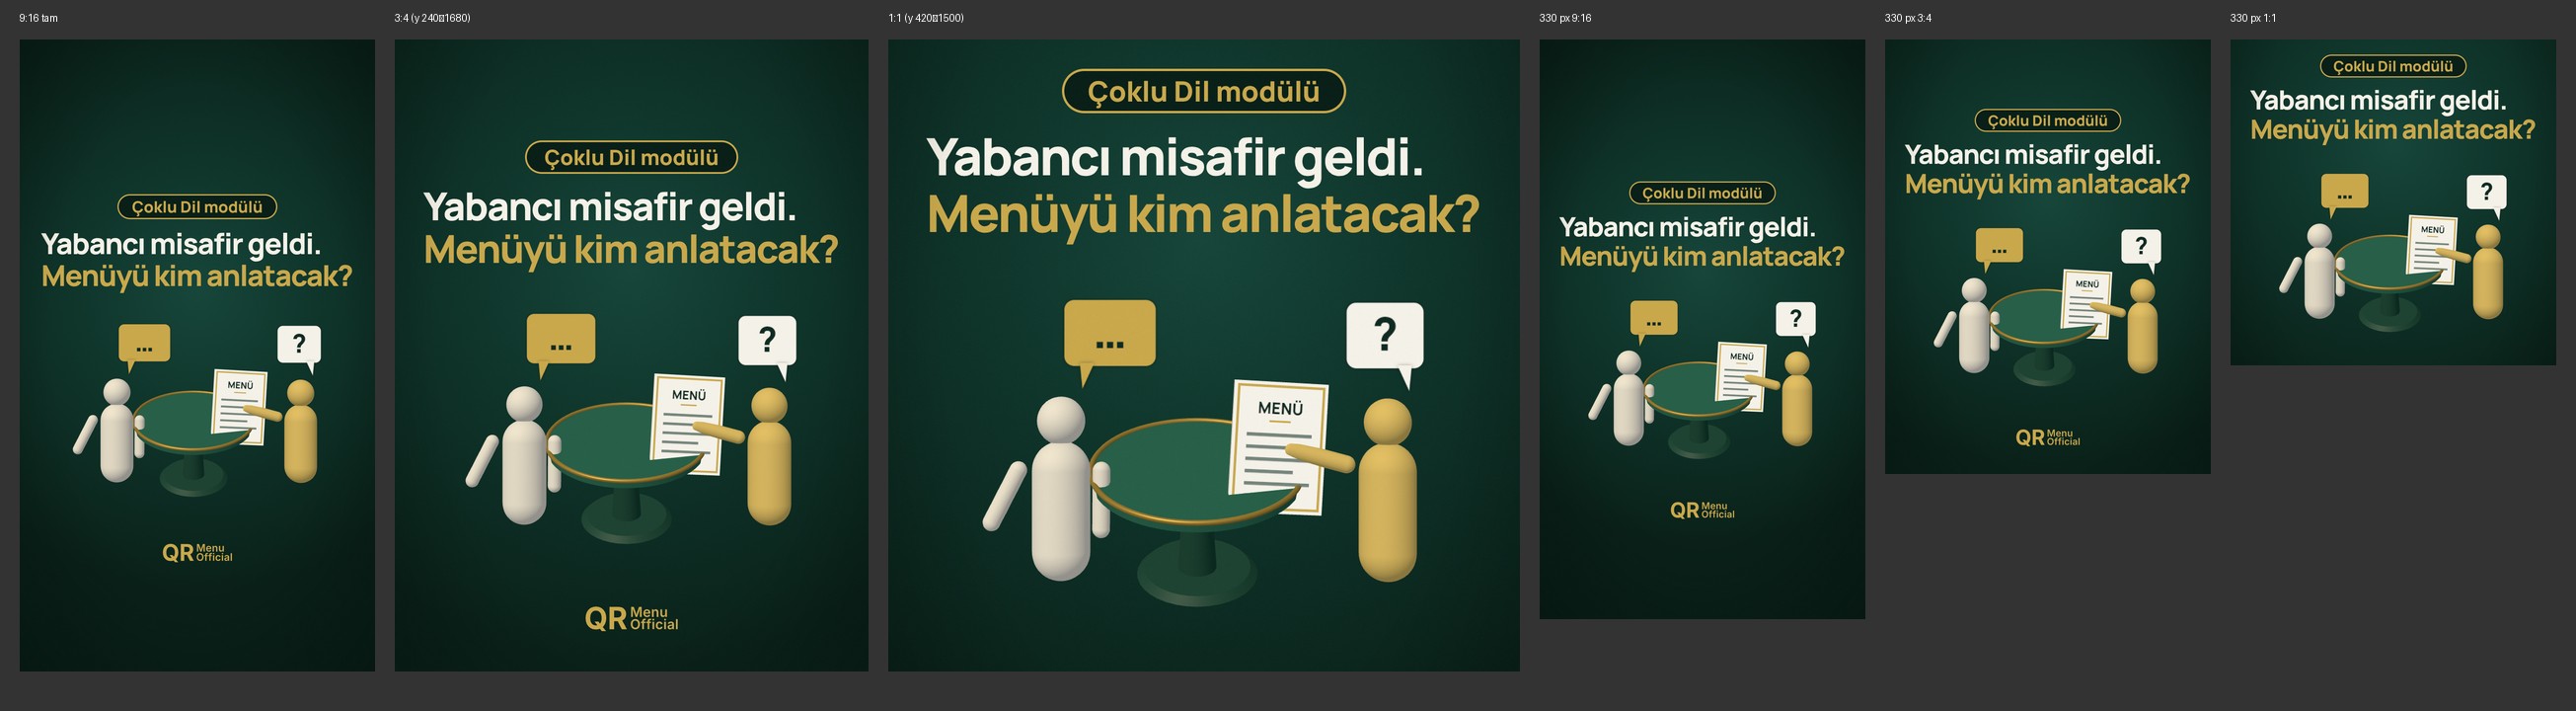 9:16 tam
Çoklu Dil modülü
Yabancı misafir geldi.
Menüyü kim anlatacak?
...
?
MENÜ
QR Menu
Official
3:4 (y 240▯1680)
Çoklu Dil modülü
Yabancı misafir geldi.
Menüyü kim anlatacak?
...
?
MENÜ
QR Menu
Official
1:1 (y 420▯1500)
Çoklu Dil modülü
Yabancı misafir geldi.
Menüyü kim anlatacak?
...
?
MENÜ
330 px 9:16
Çoklu Dil modülü
Yabancı misafir geldi.
Menüyü kim anlatacak?
...
?
MENÜ
QR Menu
Official
330 px 3:4
Çoklu Dil modülü
Yabancı misafir geldi.
Menüyü kim anlatacak?
...
?
MENÜ
QR Menu
Official
330 px 1:1
Çoklu Dil modülü
Yabancı misafir geldi.
Menüyü kim anlatacak?
...
?
MENÜ